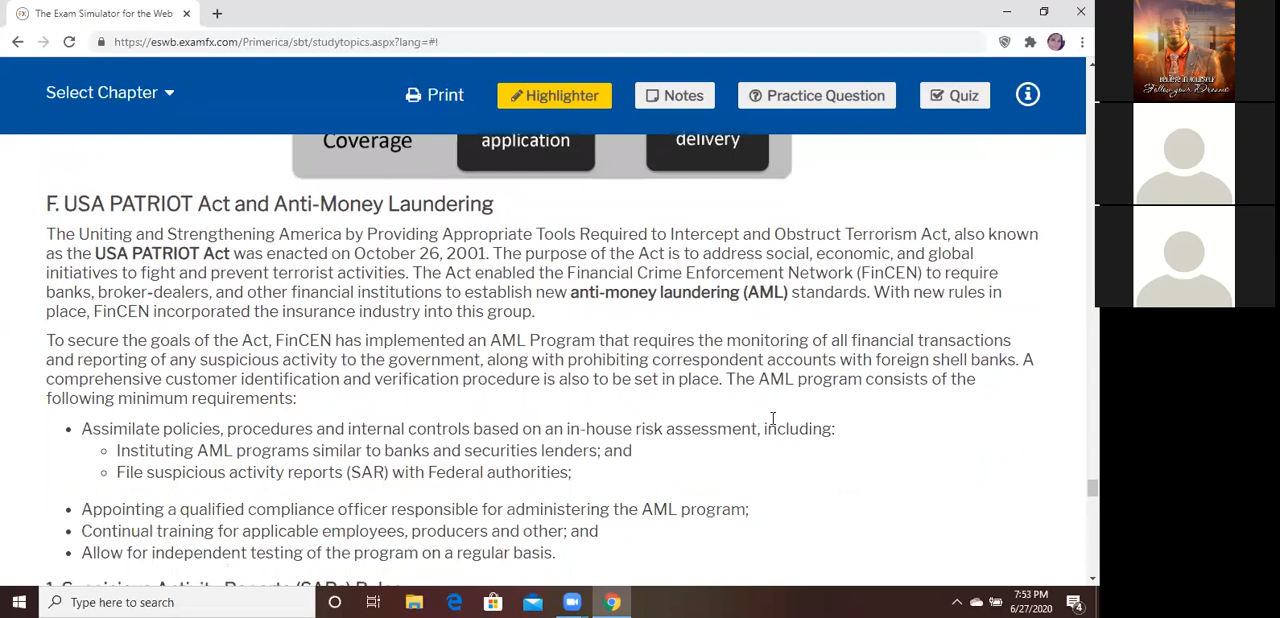 The Exam Simulator for the Web
https://eswb.examfx.com/Primerica/sbt/studytopics.aspx?lang=#!
Select Chapter
Print
Highlighter
Notes
Practice Question
Quiz
Coverage
application
delivery
F. USA PATRIOT Act and Anti-Money Laundering
The Uniting and Strengthening America by Providing Appropriate Tools Required to Intercept and Obstruct Terrorism Act, also known
as the USA PATRIOT Act was enacted on October 26, 2001. The purpose of the Act is to address social, economic, and global
initiatives to fight and prevent terrorist activities. The Act enabled the Financial Crime Enforcement Network (FinCEN) to require
banks, broker-dealers, and other financial institutions to establish new anti-money laundering (AML) standards. With new rules in
place, FinCEN incorporated the insurance industry into this group.
To secure the goals of the Act, FinCEN has implemented an AML Program that requires the monitoring of all financial transactions
and reporting of any suspicious activity to the government, along with prohibiting correspondent accounts with foreign shell banks. A
comprehensive customer identification and verification procedure is also to be set in place. The AML program consists of the
following minimum requirements:
• Assimilate policies, procedures and internal controls based on an in-house risk assessment, including:
◦ Instituting AML programs similar to banks and securities lenders; and
◦ File suspicious activity reports (SAR) with Federal authorities;
• Appointing a qualified compliance officer responsible for administering the AML program;
• Continual training for applicable employees, producers and other; and
• Allow for independent testing of the program on a regular basis.
1. Suspicious Activity Reports (SARs) Rules
Type here to search
7:53 PM
6/27/2020
4
BELIEVE IN YOURSELF
Follow your Dreams